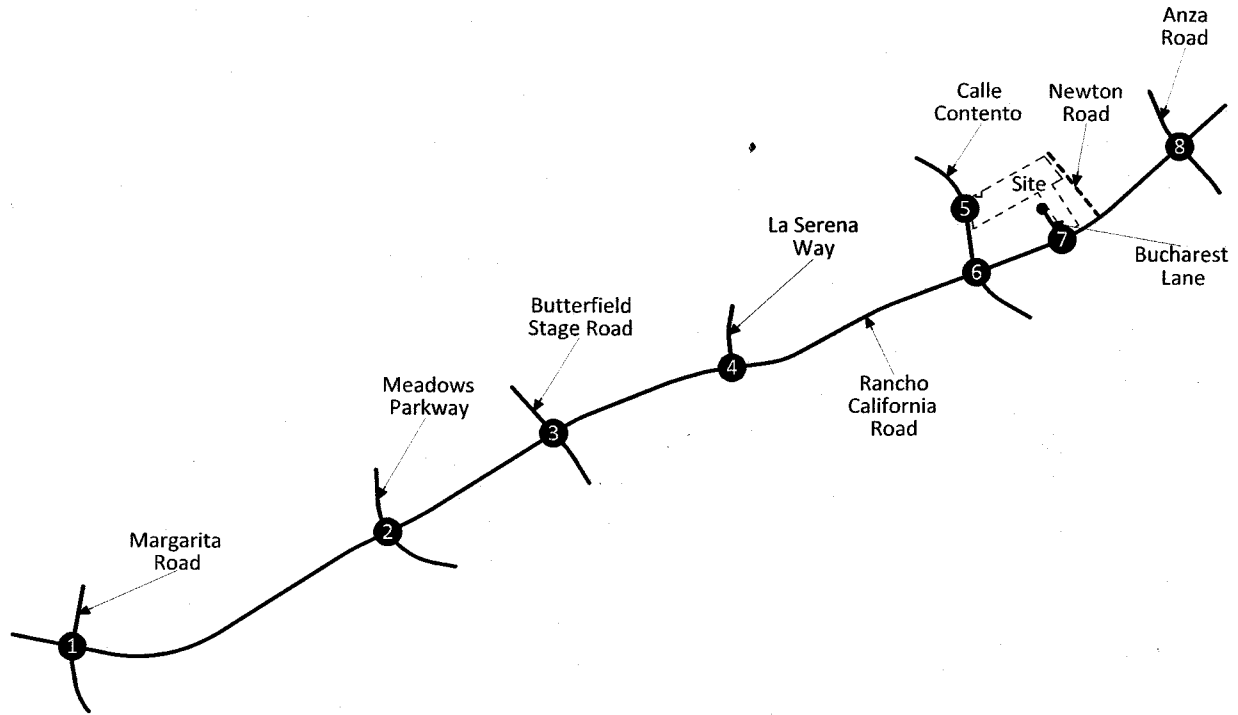 Anza
Road
Calle
Contento
Newton
Road
8
Site
5
La Serena
Way
7
Bucharest
Lane
6
Butterfield
Stage Road
4
Rancho
California
Road
Meadows
Parkway
3
2
Margarita
Road
1